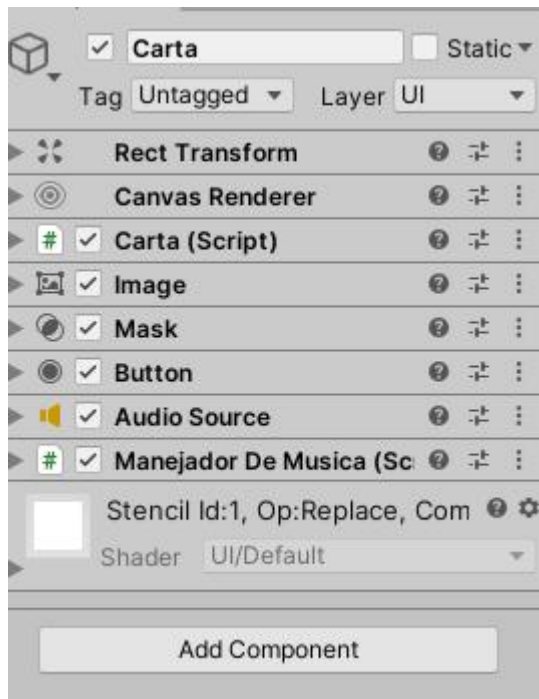 Carta Static
Tag Untagged Layer UI
Rect Transform
Canvas Renderer
# Carta (Script)
Image
Mask
Button
Audio Source
# Manejador De Musica (Sc
Stencil Id:1, Op:Replace, Com
Shader UI/Default
Add Component